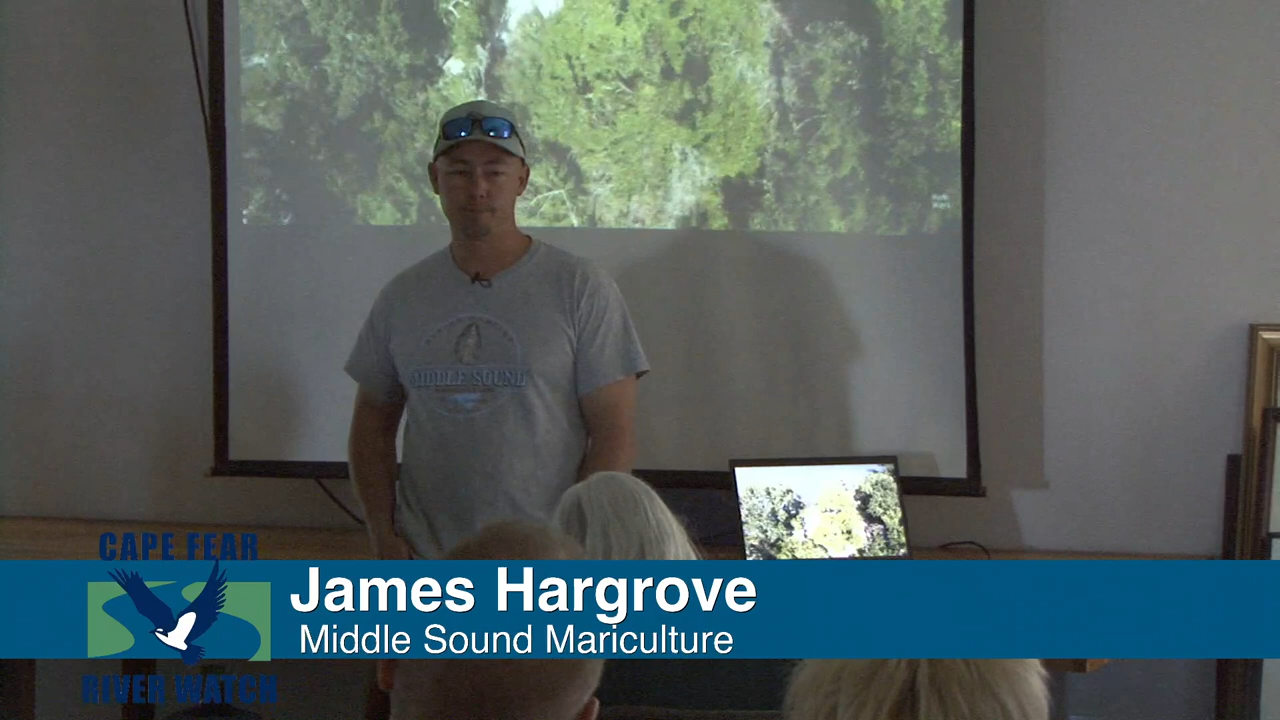 MIDDLE SOUND
CAPE FEAR
James Hargrove
Middle Sound Mariculture
RIVER WATCH